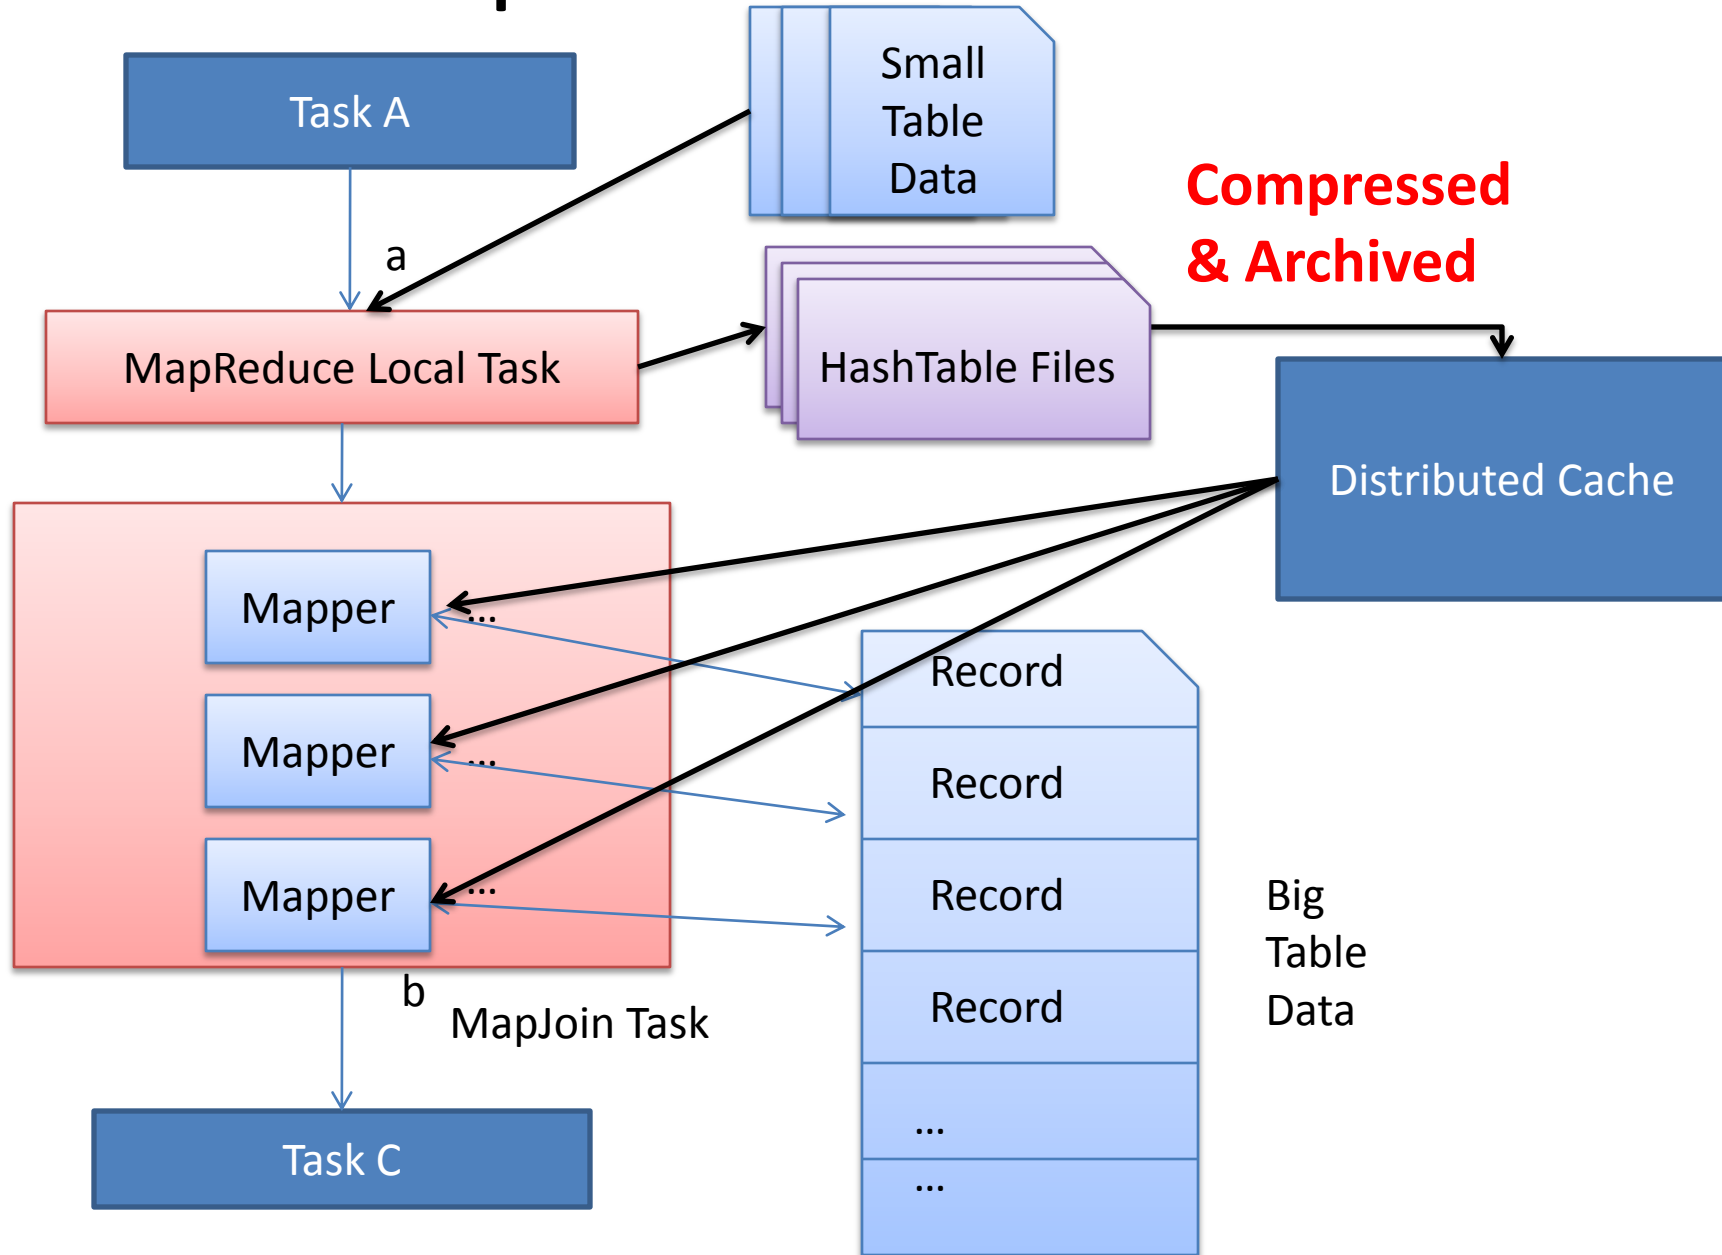 Task A
Small
Table
Data
Compressed
& Archived
a
MapReduce Local Task
HashTable Files
Distributed Cache
Mapper
...
Mapper
...
Mapper
...
Record
Record
Record
Record
...
...
Big
Table
Data
b
MapJoin Task
Task C